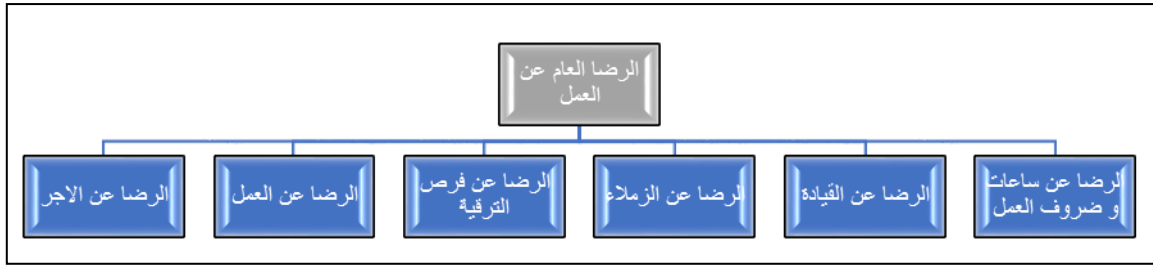 الرضا العام عن
العمل
الرضا عن ساعات
و ضروف العمل
الرضا عن القيادة
الرضا عن الزملاء
الرضا عن فرص
الترقية
الرضا عن العمل
الرضا عن الاجر